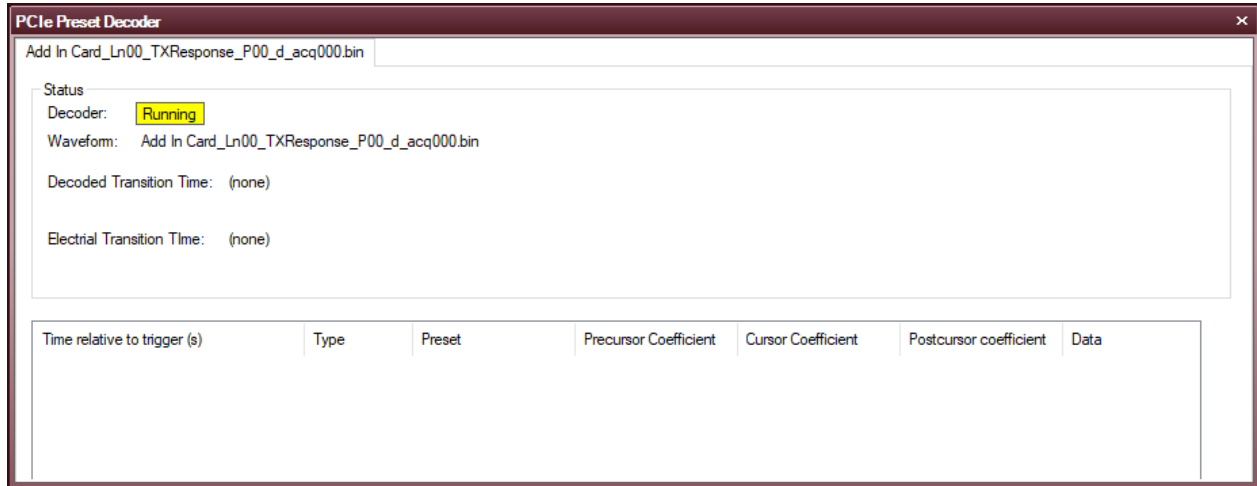 PCIe Preset Decoder
Add In Card_Ln00_TXResponse_P00_d_acq000.bin
Status
Decoder: Running
Waveform: Add In Card_Ln00_TXResponse_P00_d_acq000.bin
Decoded Transition Time: (none)
Electrial Transition TIme: (none)
Time relative to trigger (s) Type Preset Precursor Coefficient Cursor Coefficient Postcursor coefficient Data